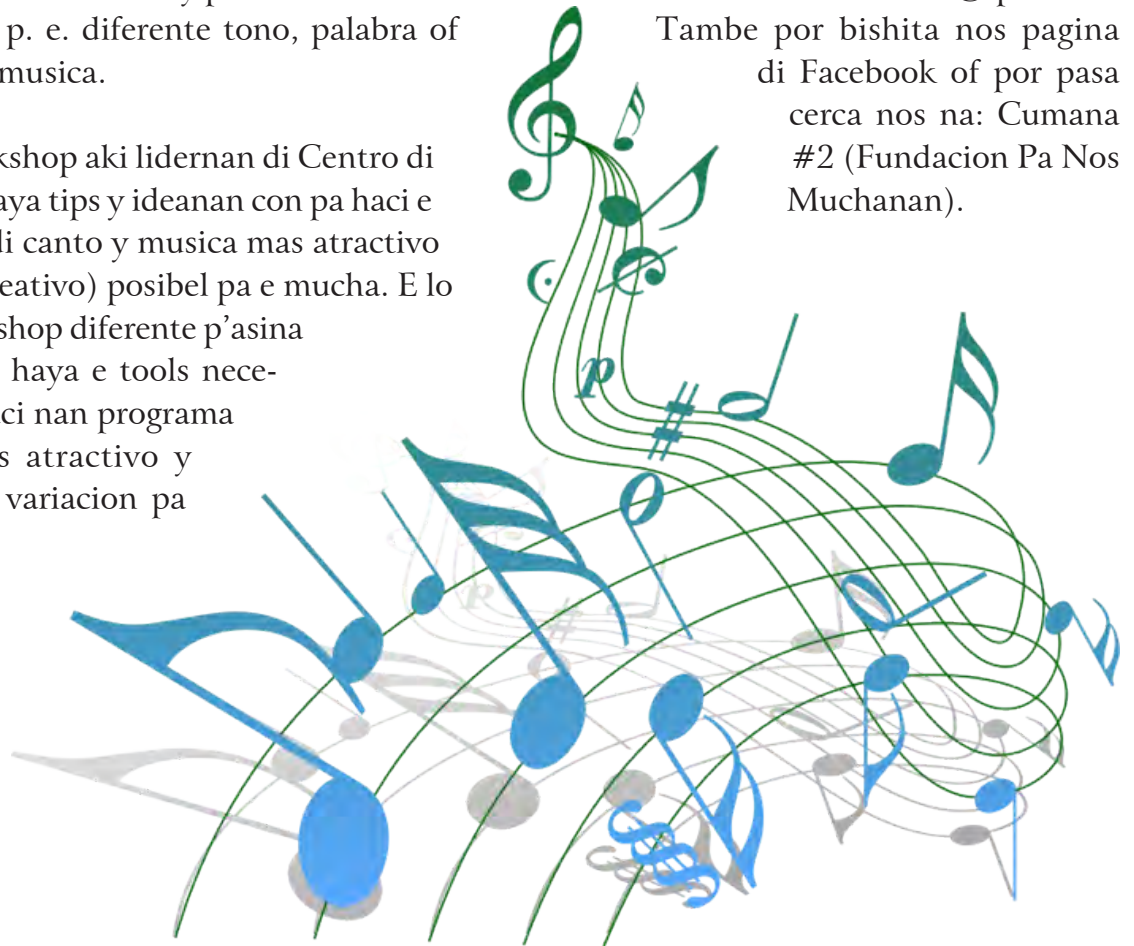 p. e. diferente tono, palabra of
musica.
kshop aki lidernan di Centro di
aya tips y ideanan con pa haci e
di canto y musica mas atractivo
eativo) posibel pa e mucha. E lo
shop diferente p’asina
haya e tools nece-
ci nan programa
s atractivo y
variacion pa
Tambe por bishita nos pagina
di Facebook of por pasa
cerca nos na: Cumana
#2 (Fundacion Pa Nos
Muchanan).